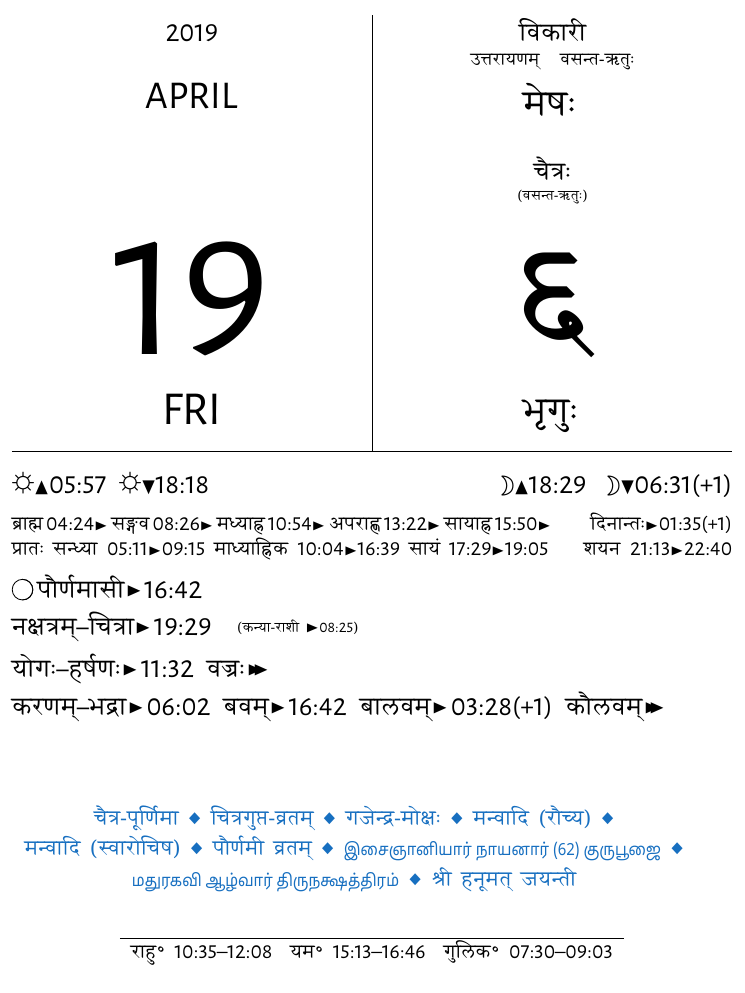 2019
APRIL
19
FRI
विकारी
उत्तरायणम् वसन्त-ऋतुः
मेषः
चैत्रः
(वसन्त-ऋतुः)
६
भृगुः
☼▲05:57 ☼▼18:18 ☽▲18:29 ☽▼06:31(+1)
ब्राह्म 04:24► सङ्गव 08:26► मध्याह्न 10:54► अपराह्ण 13:22► सायाह्न 15:50► दिनान्तः►01:35(+1)
प्रातः सन्ध्या 05:11►09:15 माध्याह्निक 10:04►16:39 सायं 17:29►19:05 शयन 21:13►22:40
○पौर्णमासी►16:42
नक्षत्रम्–चित्रा►19:29 (कन्या-राशी ►08:25)
योगः–हर्षणः►11:32 वज्रः►►
करणम्–भद्रा►06:02 बवम्►16:42 बालवम्►03:28(+1) कौलवम्►►
चैत्र-पूर्णिमा ◆ चित्रगुप्त-व्रतम् ◆ गजेन्द्र-मोक्षः ◆ मन्वादि (रौच्य) ◆
मन्वादि (स्वारोचिष) ◆ पौर्णमी व्रतम् ◆ இசைஞானியார் நாயனார் (62) குருபூஜை ◆
மதுரகவி ஆழ்வார் திருநக்ஷத்திரம் ◆ श्री हनूमत् जयन्ती
राहु° 10:35–12:08 यम° 15:13–16:46 गुलिक° 07:30–09:03